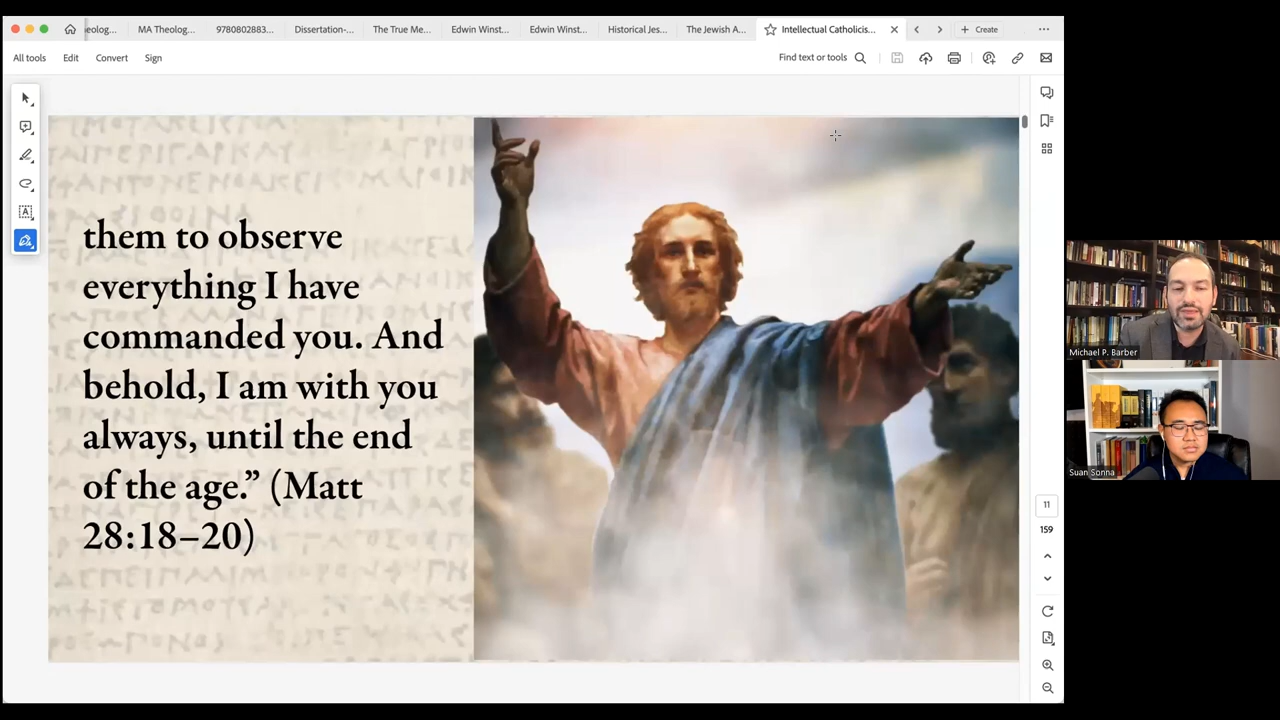 eolog...
MA Theolog...
9780802883...
Dissertation-...
The True Me...
Edwin Winst...
Edwin Winst...
Historical Jes...
The Jewish A...
Intellectual Catholicis...
Create
All tools
Edit
Convert
Sign
Find text or tools
them to observe
everything I have
commanded you. And
behold, I am with you
always, until the end
of the age.” (Matt
28:18–20)
Michael P. Barber
Suan Sonna
11
159